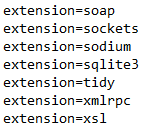 extension=soap
extension=sockets
extension=sodium
extension=sqlite3
extension=tidy
extension=xmlrpc
extension=xsl